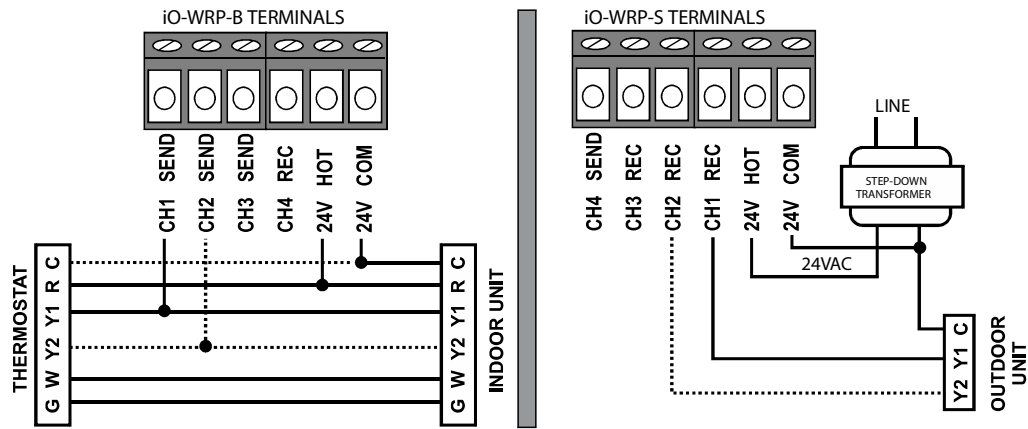 iO-WRP-B TERMINALS
CH1 SEND
CH2 SEND
CH3 SEND
CH4 REC
24V HOT
24V COM
THERMOSTAT
C
R
Y1
Y2
W
G
C
R
Y1
Y2
W
G
INDOOR UNIT
iO-WRP-S TERMINALS
CH4 SEND
CH3 REC
CH2 REC
CH1 REC
24V HOT
24V COM
LINE
STEP-DOWN
TRANSFORMER
24VAC
C
Y1
Y2
OUTDOOR
UNIT